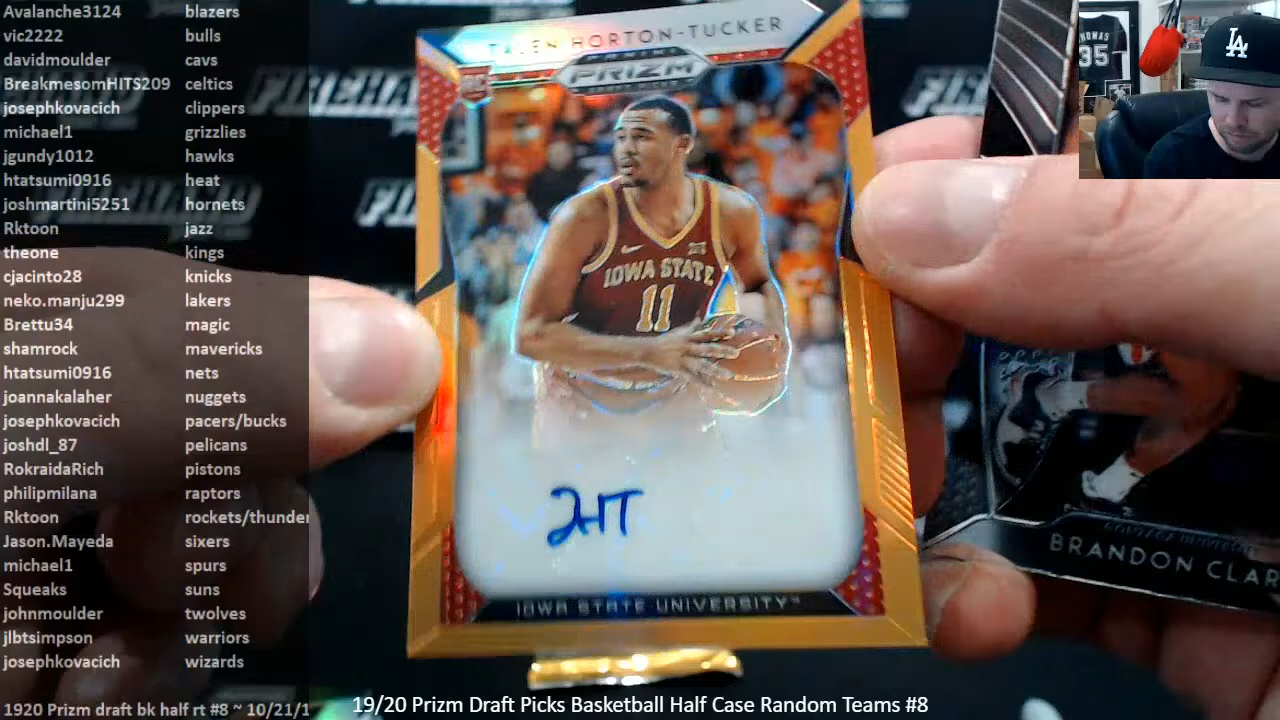 Avalanche3124 blazers
vic2222 bulls
davidmoulder cavs
BreakmesomHITS209 celtics
josephkovacich clippers
michael1 grizzlies
jgundy1012 hawks
htatsumi0916 heat
joshmartini5251 hornets
Rktoon jazz
theone kings
cjacinto28 knicks
neko.manju299 lakers
Brettu34 magic
shamrock mavericks
htatsumi0916 nets
joannakalaher nuggets
josephkovacich pacers/bucks
joshdl_87 pelicans
RokraidaRich pistons
philipmilana raptors
Rktoon rockets/thunder
Jason.Mayeda sixers
michael1 spurs
Squeaks suns
johnmoulder twolves
jlbtsimpson warriors
josephkovacich wizards
1920 Prizm draft bk half rt #8 ~ 10/21/1
19/20 Prizm Draft Picks Basketball Half Case Random Teams #8
TALEN HORTON-TUCKER
PANINI
PRIZM
RC
IOWA STATE
11
THT
IOWA STATE UNIVERSITY
BRANDON CLAR
35
LA